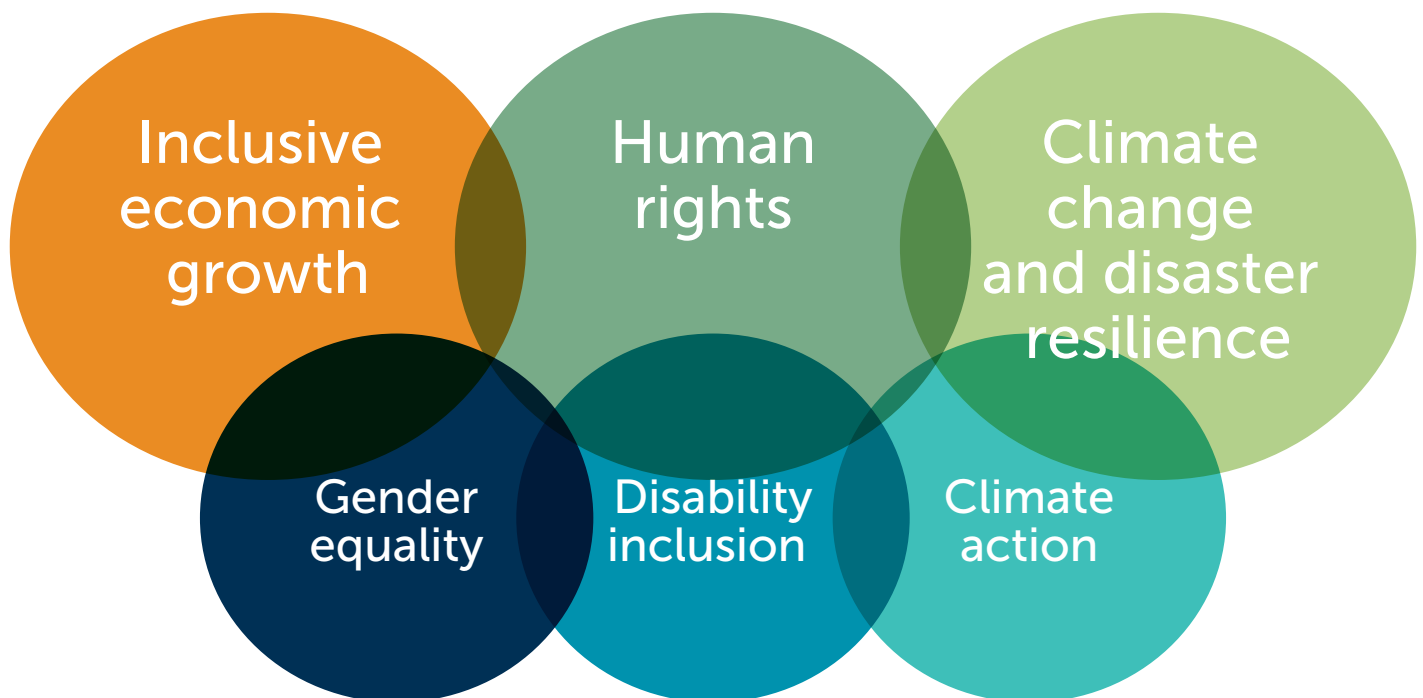 Inclusive
economic
growth
Human
rights
Climate
change
and disaster
resilience
Gender
equality
Disability
inclusion
Climate
action